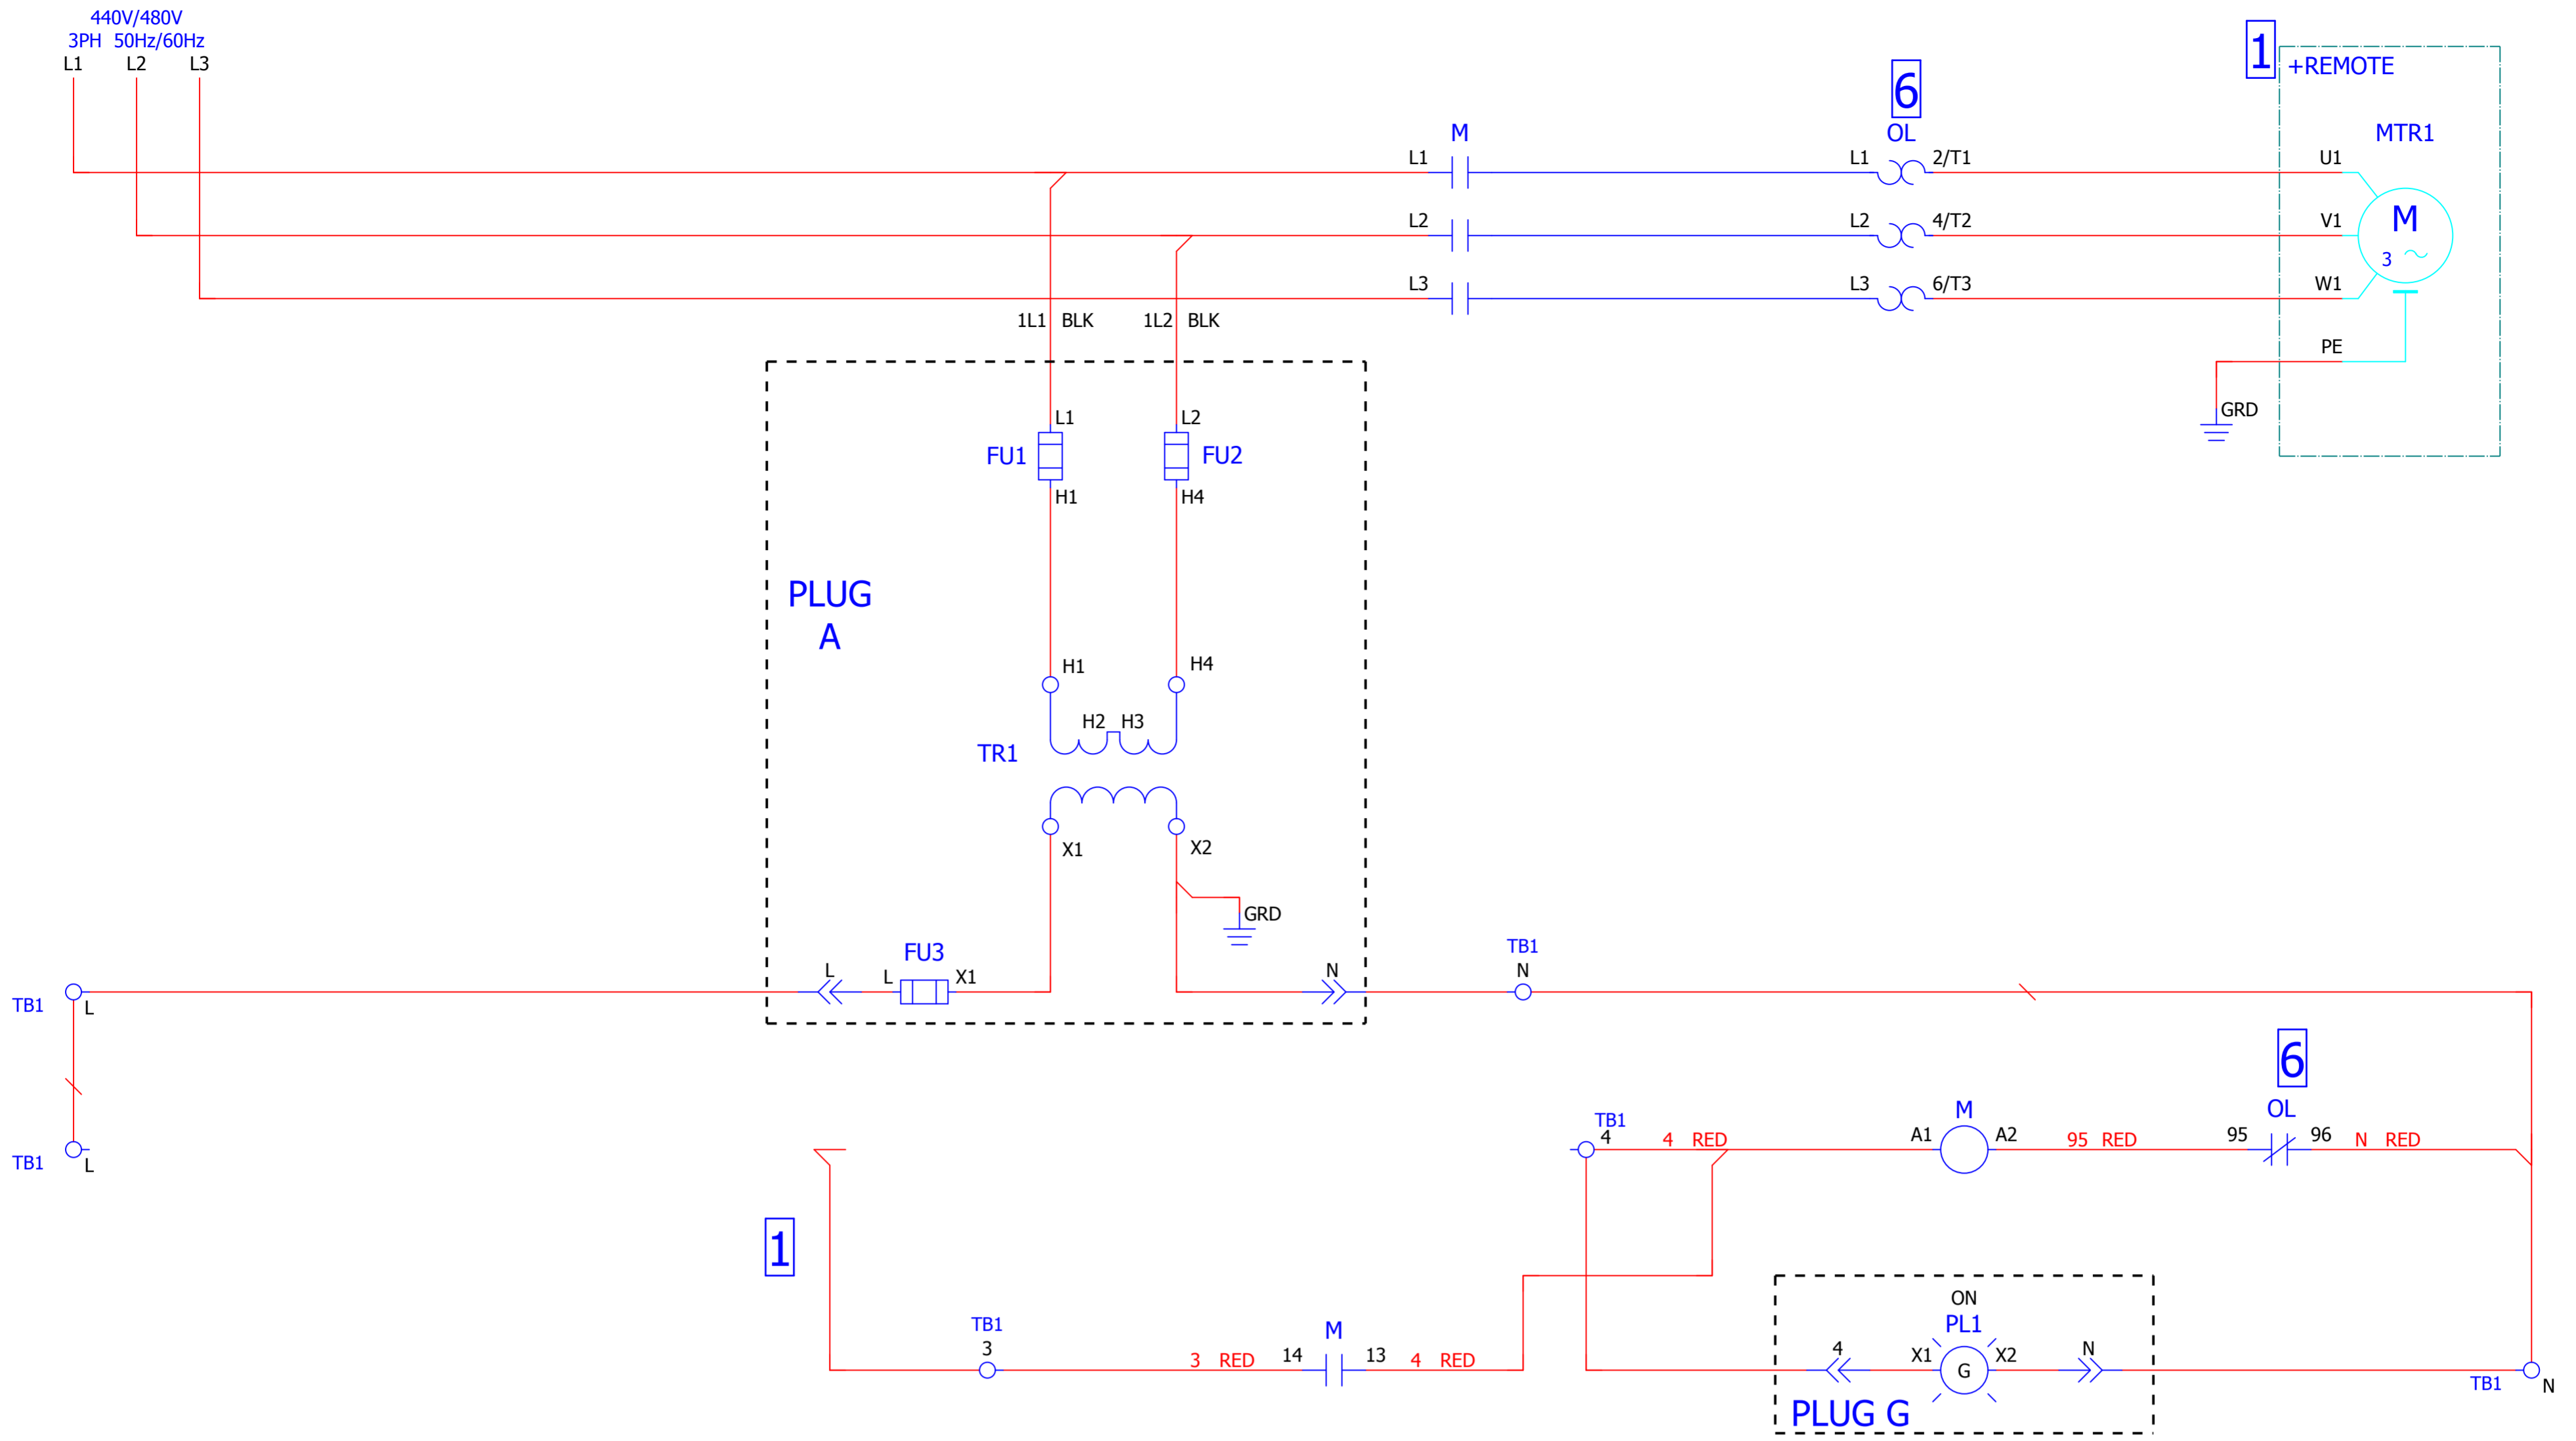 440V/480V
3PH 50Hz/60Hz
L1 L2 L3
1
+REMOTE
6
OL
M
MTR1
L1 L1 2/T1 U1
M
3
L2 L2 4/T2 V1
L3 L3 6/T3 W1
1L1 BLK 1L2 BLK
PE
GRD
L1 L2
FU1 FU2
H1 H4
PLUG
A
H1 H4
H2 H3
TR1
X1 X2
GRD
FU3
L L X1 N
TB1
N
TB1
L
6
OL
TB1
L
TB1
4
4 RED
M
A1 A2
95 RED
95 96
N RED
1
TB1
3
3 RED
M
14 13
4 RED
ON
PL1
4 X1 G X2 N
PLUG G
TB1
N